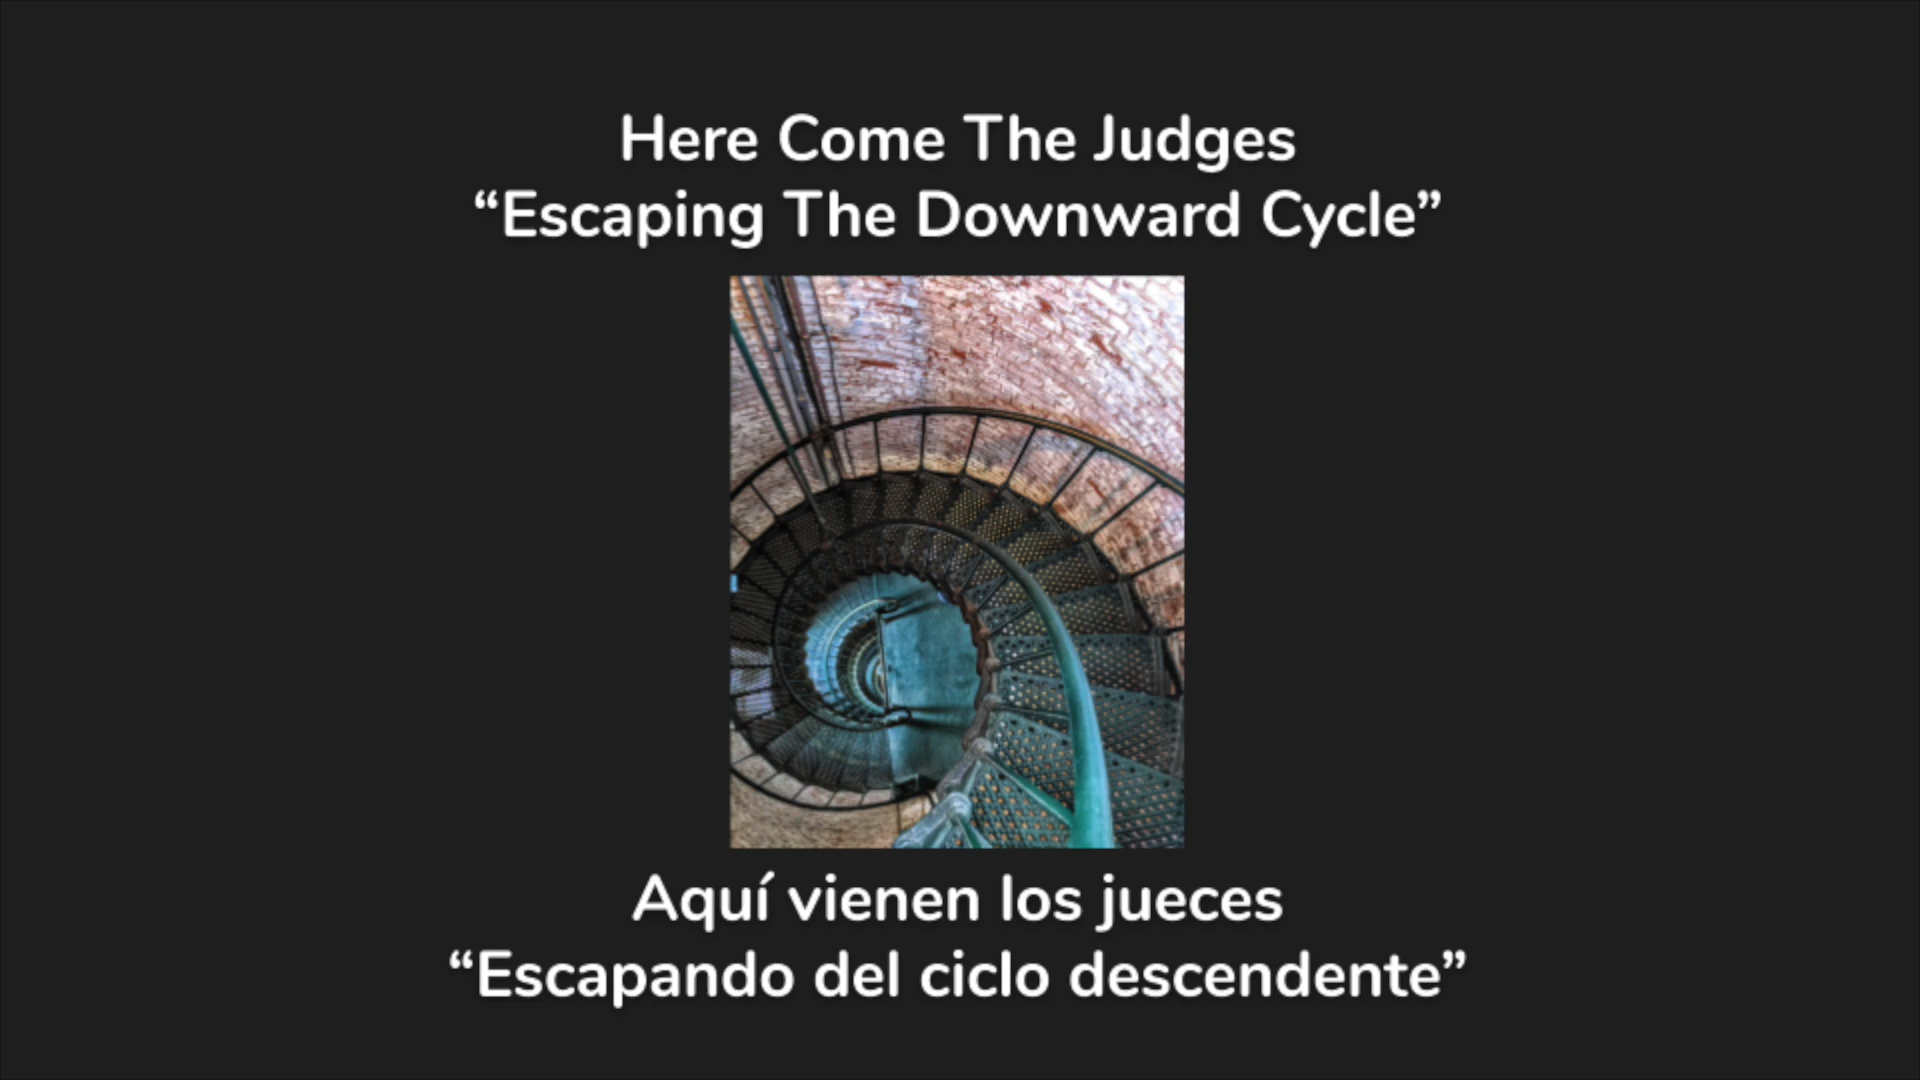 Here Come The Judges
“Escaping The Downward Cycle”
Aquí vienen los jueces
“Escapando del ciclo descendente”